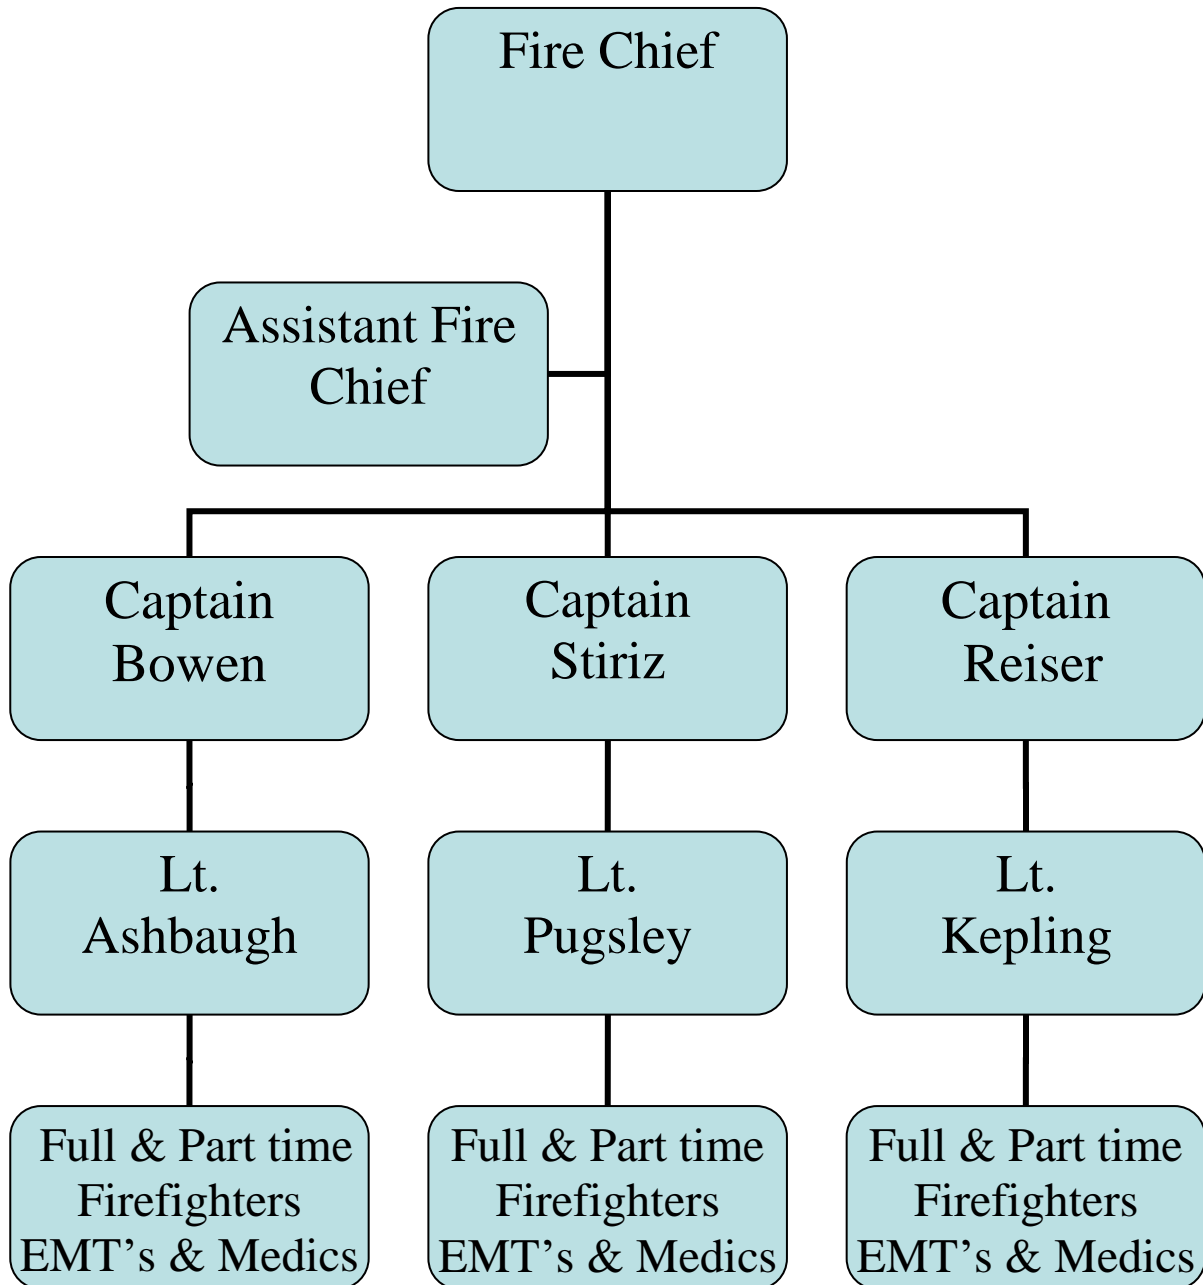 Fire Chief
Assistant Fire
Chief
Captain
Bowen
Captain
Stiriz
Captain
Reiser
Lt.
Ashbaugh
Lt.
Pugsley
Lt.
Kepling
Full & Part time
Firefighters
EMT’s & Medics
Full & Part time
Firefighters
EMT’s & Medics
Full & Part time
Firefighters
EMT’s & Medics